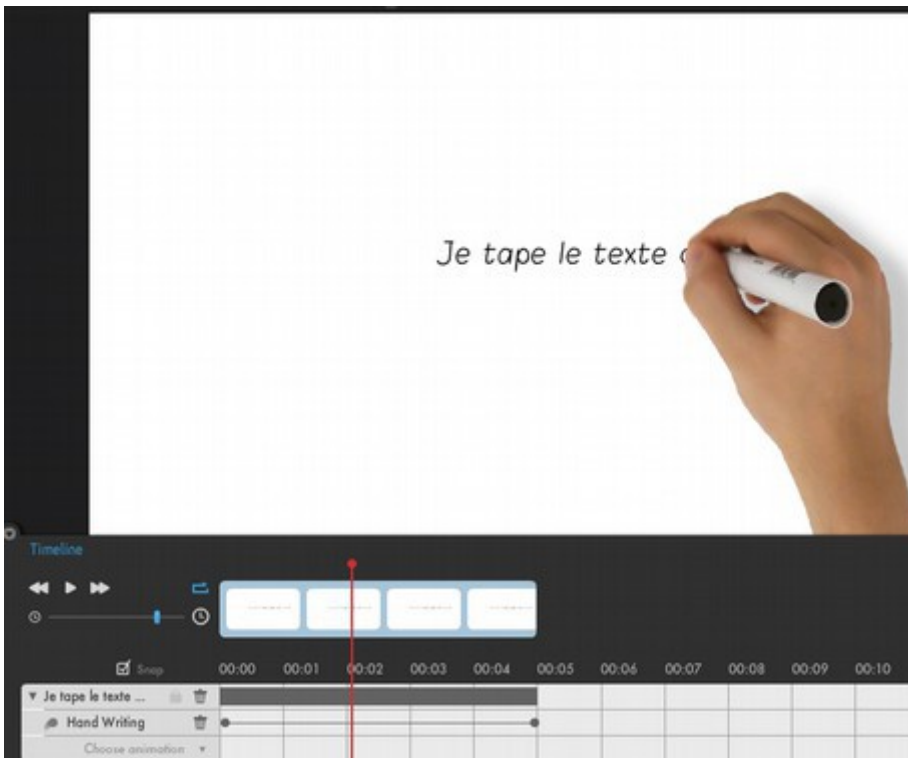 Je tape le texte
Timeline
Snap
00:00 00:01 00:02 00:03 00:04 00:05 00:06 00:07 00:08 00:09 00:10
Je tape le texte ...
Hand Writing
Choose animation